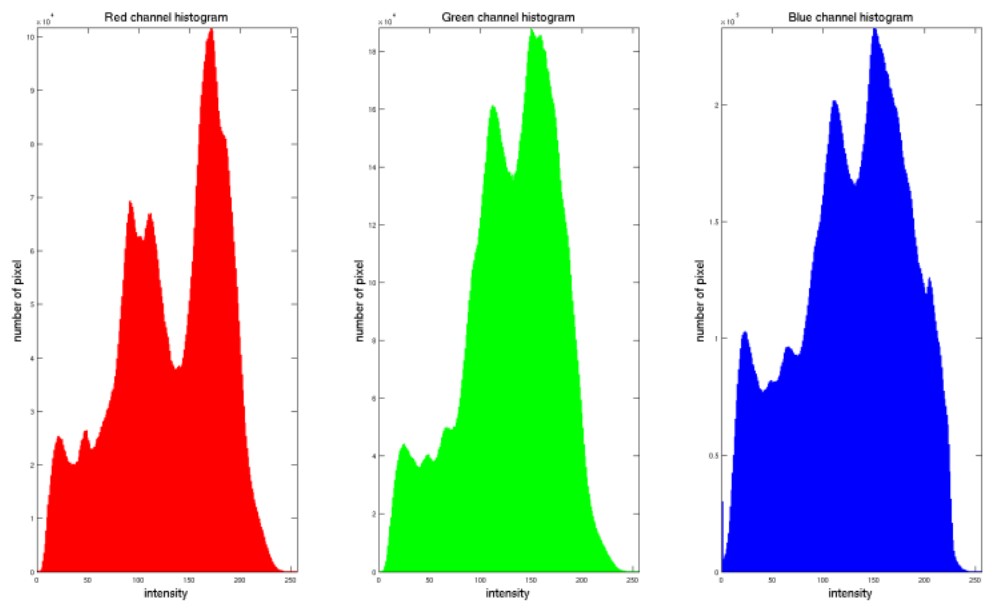 Red channel histogram
×10⁴
10
9
8
7
6
5
4
3
2
1
0
0 50 100 150 200 250
number of pixel
intensity
Green channel histogram
×10⁴
18
16
14
12
10
8
6
4
2
0
0 50 100 150 200 250
number of pixel
intensity
Blue channel histogram
2
1.5
1
0.5
0
0 50 100 150 200 250
number of pixel
intensity